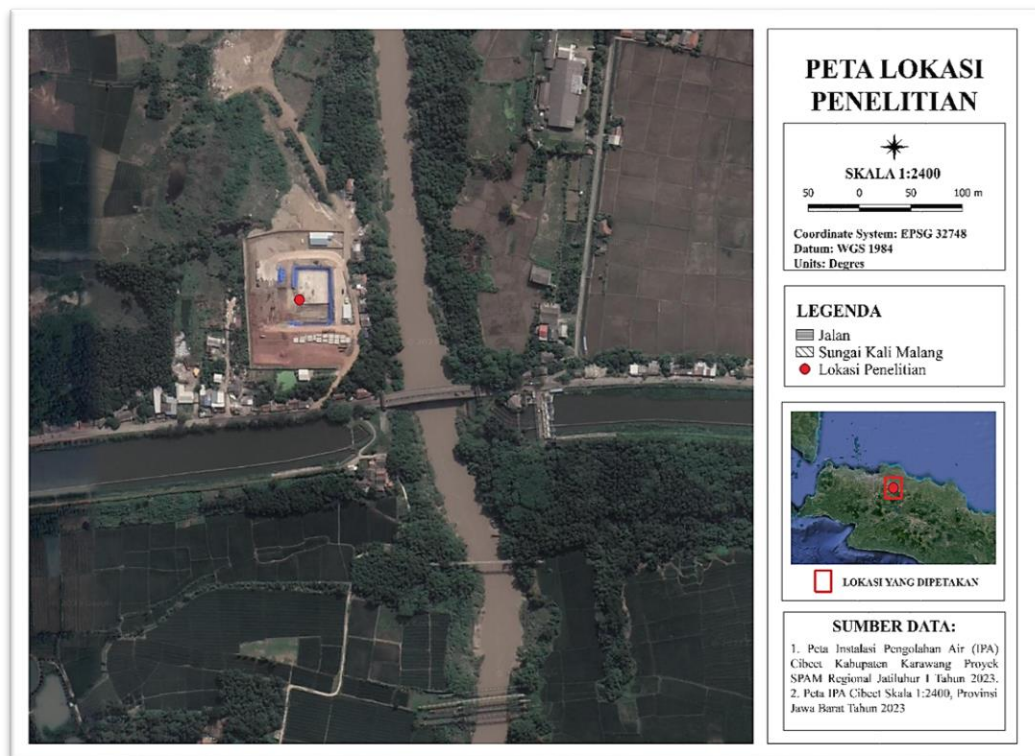 PETA LOKASI
PENELITIAN
SKALA 1:2400
50 0 50 100 m
Coordinate System: EPSG 32748
Datum: WGS 1984
Units: Degres
LEGENDA
Jalan
Sungai Kali Malang
Lokasi Penelitian
LOKASI YANG DIPETAKAN
SUMBER DATA:
1. Peta Instalasi Pengolahan Air (IPA)
Cibeet Kabupaten Karawang Proyek
SPAM Regional Jatiluhur I Tahun 2023.
2. Peta IPA Cibeet Skala 1:2400, Provinsi
Jawa Barat Tahun 2023